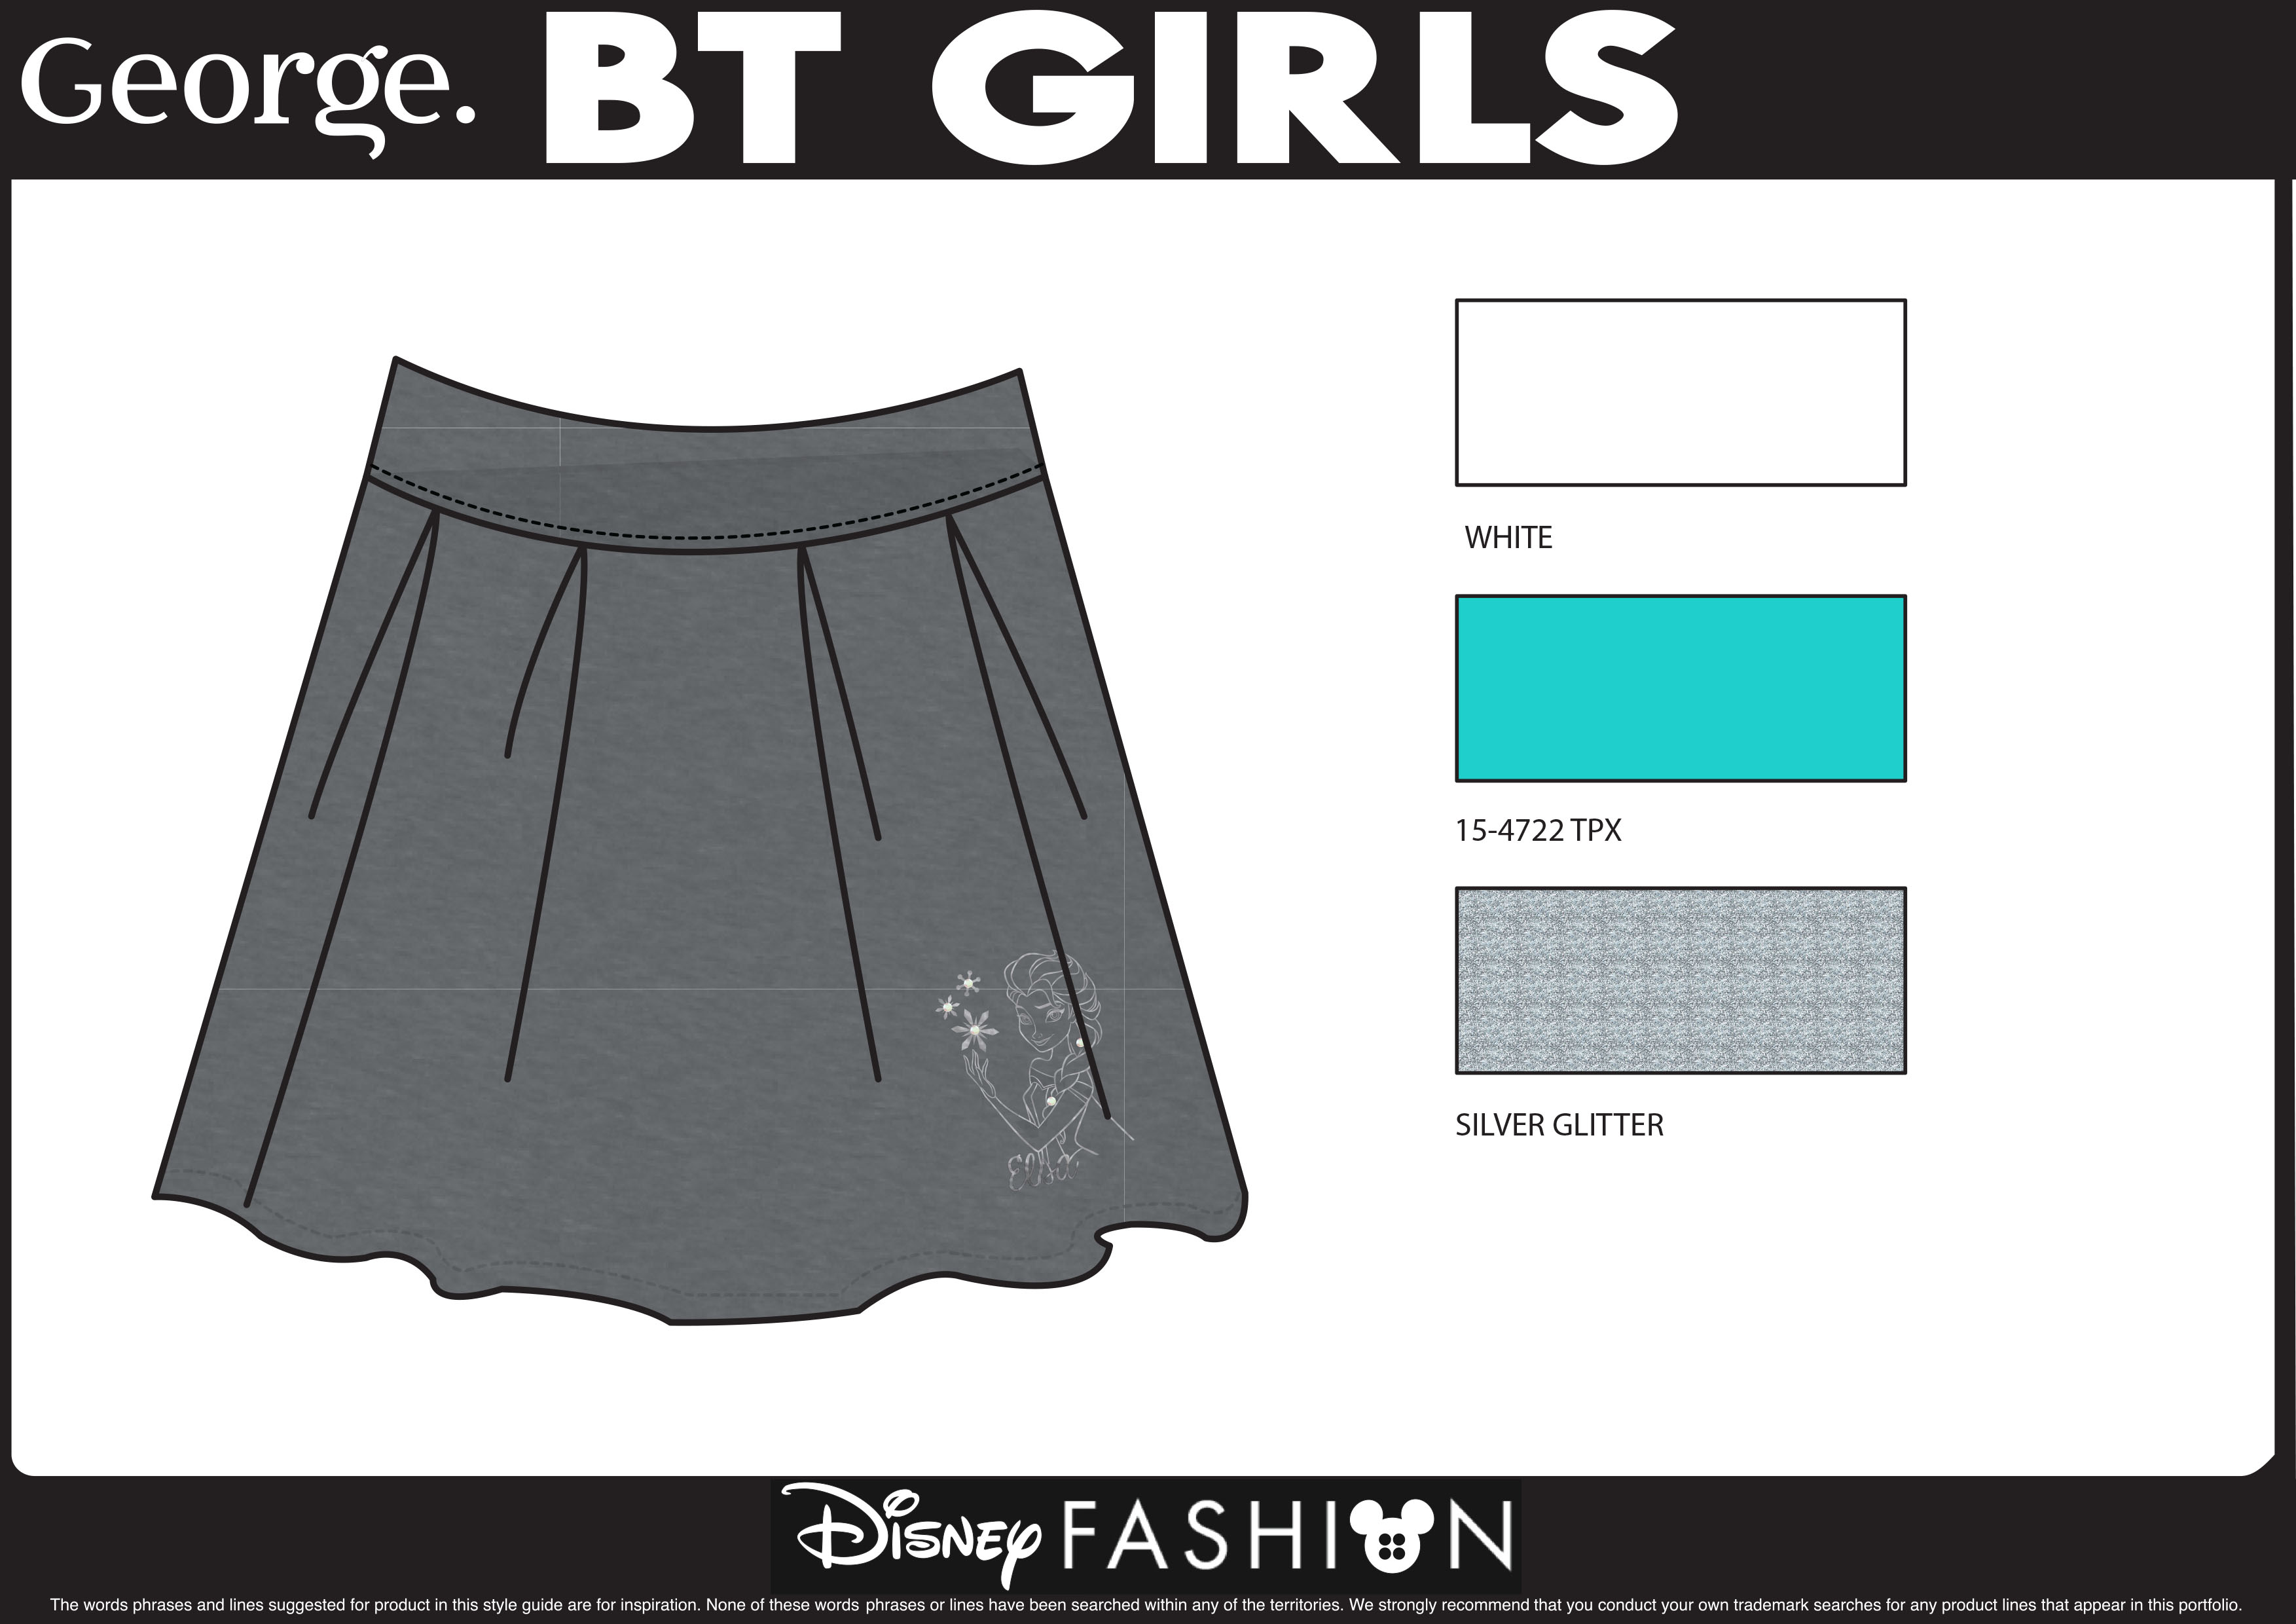 George. BT GIRLS
WHITE
15-4722 TPX
SILVER GLITTER
Elsa
DISNEY FASHION
The words phrases and lines suggested for product in this style guide are for inspiration. None of these words phrases or lines have been searched within any of the territories. We strongly recommend that you conduct your own trademark searches for any product lines that appear in this portfolio.